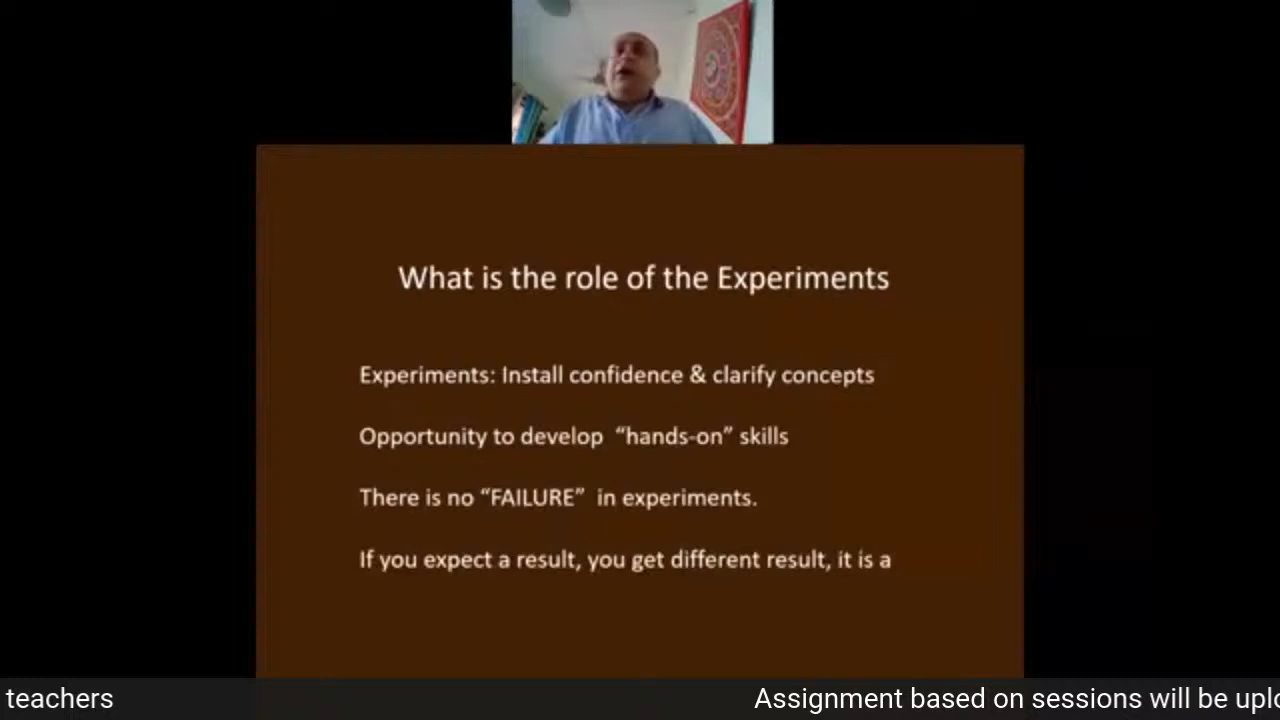 What is the role of the Experiments
Experiments: Install confidence & clarify concepts
Opportunity to develop “hands-on” skills
There is no “FAILURE” in experiments.
If you expect a result, you get different result, it is a
teachers Assignment based on sessions will be uplo